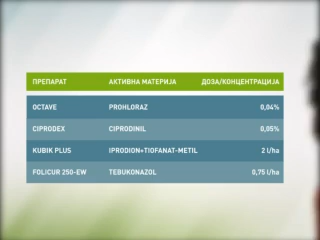 ПРЕПАРАТ АКТИВНА МАТЕРИЈА ДОЗА/КОНЦЕНТРАЦИЈА
OCTAVE PROHLORAZ 0,04%
CIPRODEX CIPRODINIL 0,05%
KUBIK PLUS IPRODION+TIOFANAT-METIL 2 l/ha
FOLICUR 250-EW TEBUKONAZOL 0,75 l/ha